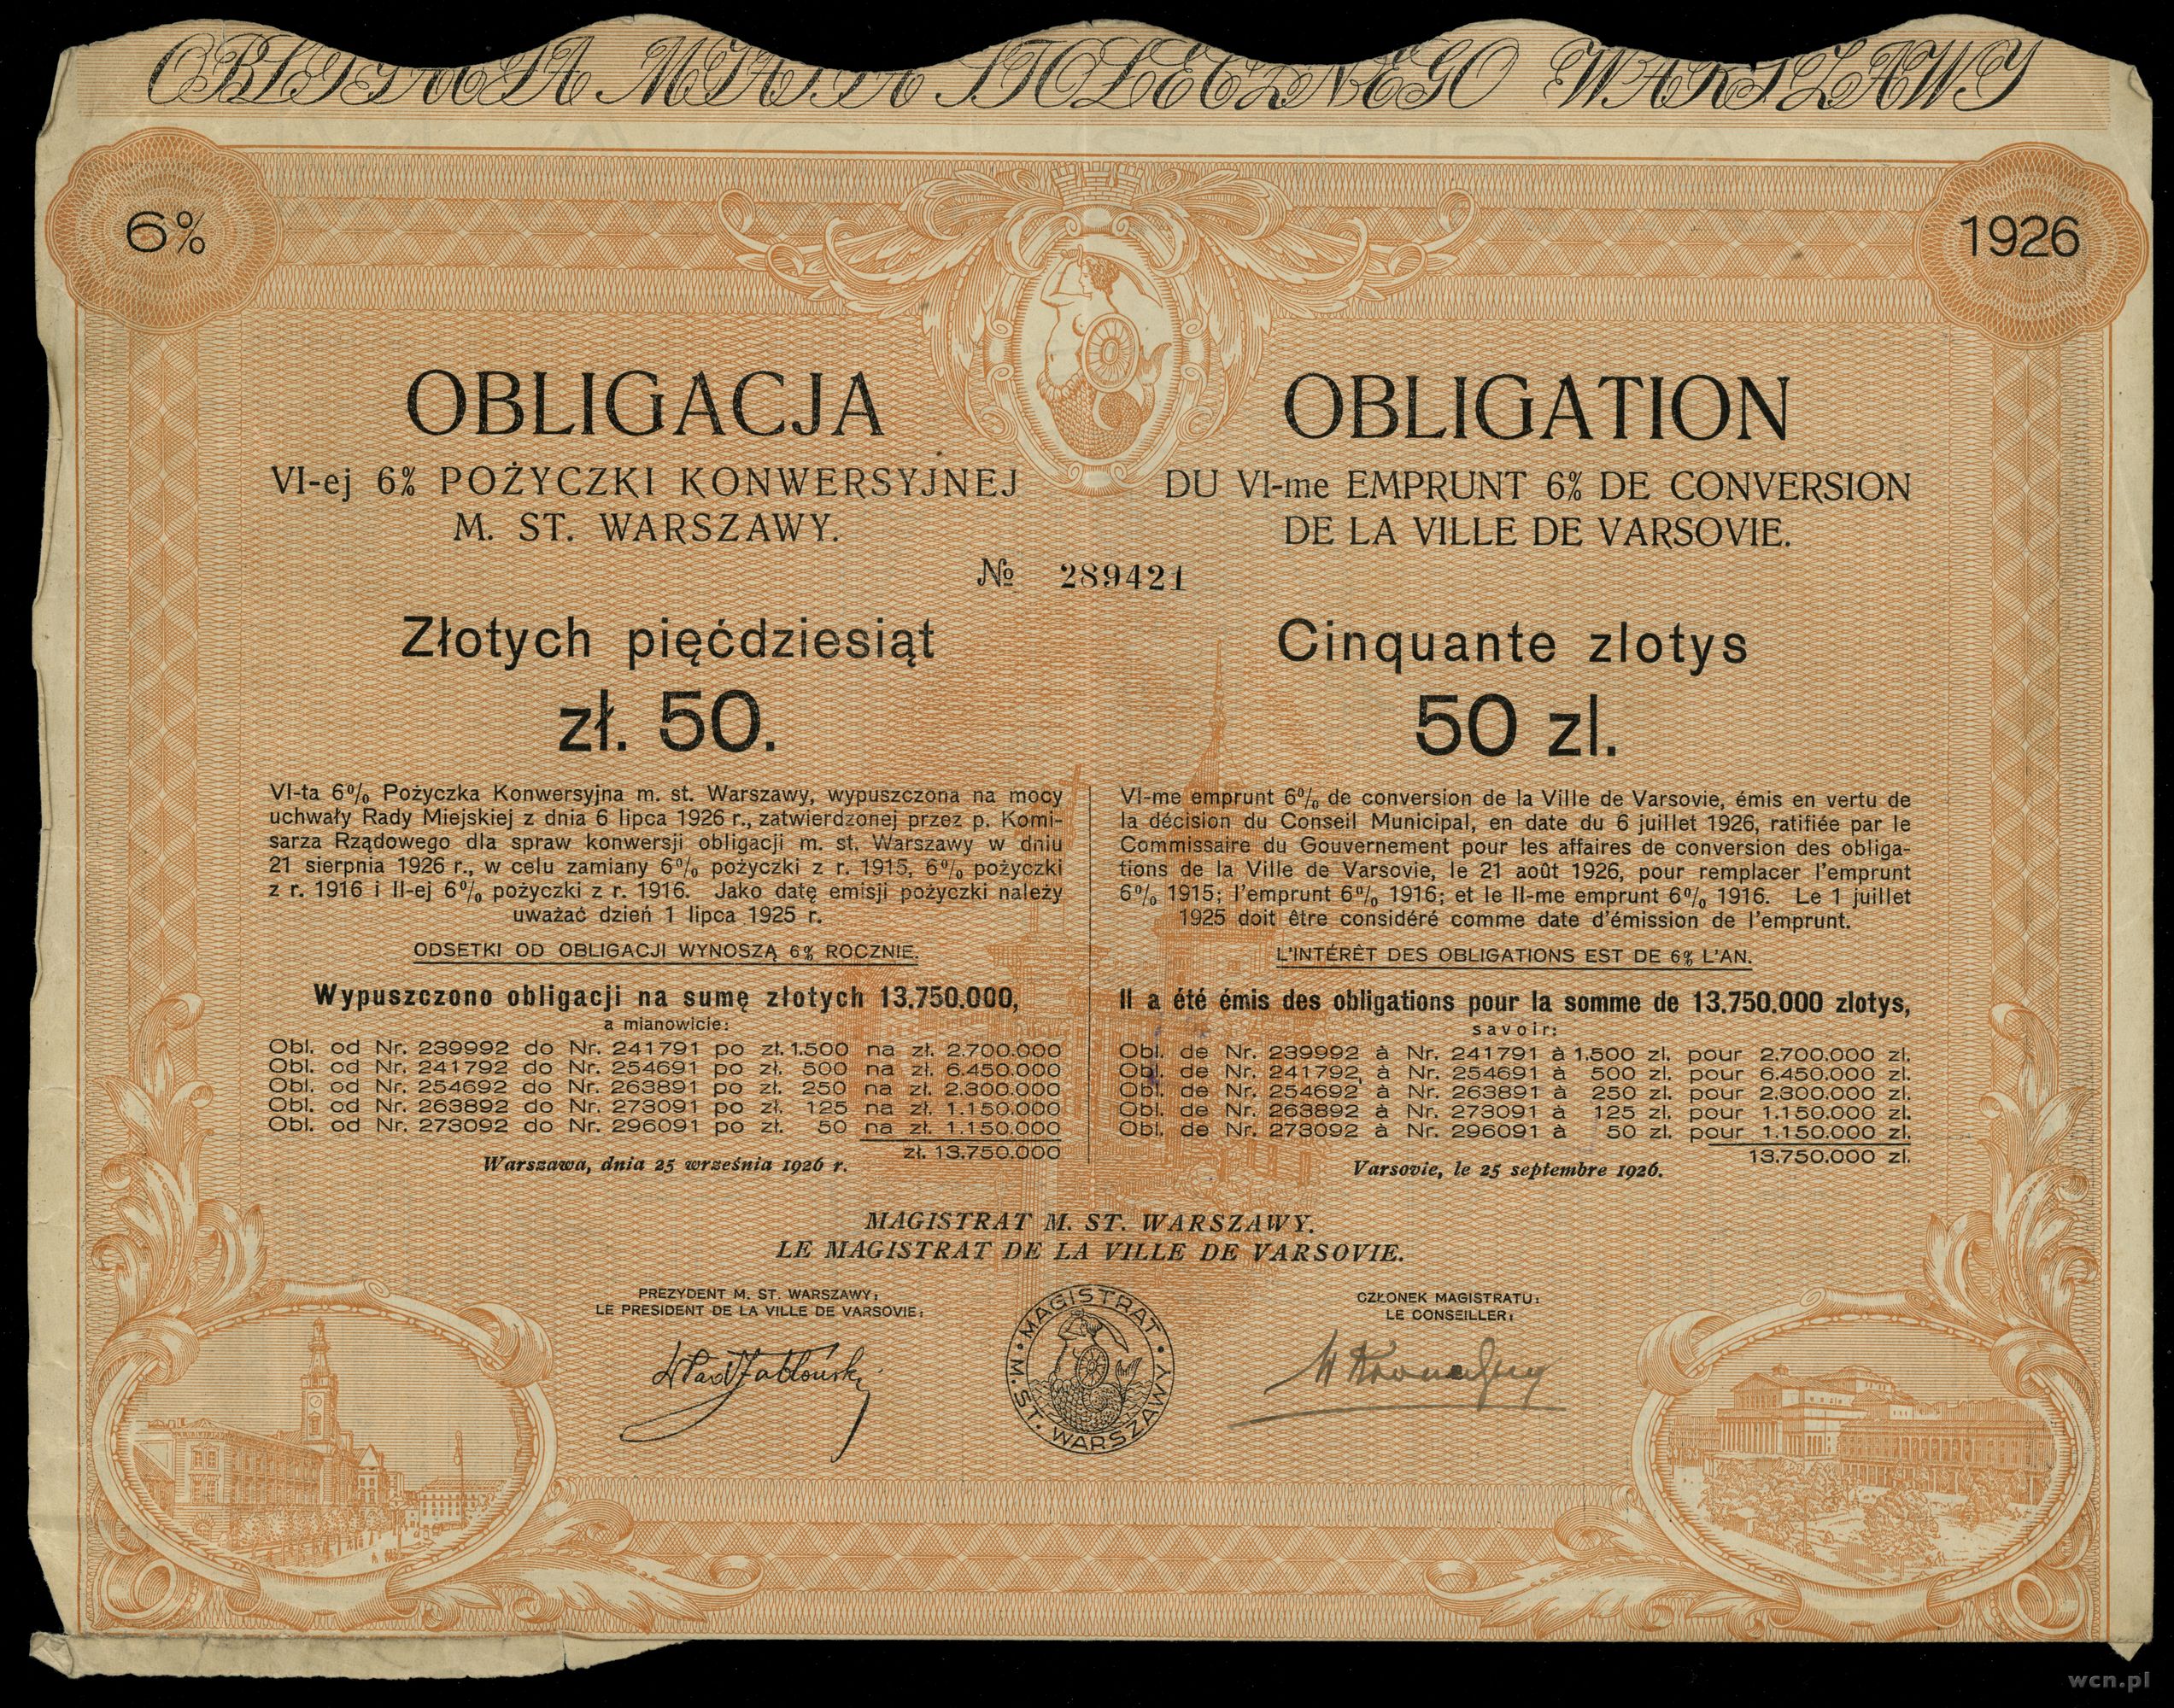 OBLIGACJA MIASTA STOŁECZNEGO WARSZAWY
6%
1926
OBLIGACJA
VI-ej 6% POŻYCZKI KONWERSYJNEJ
M. ST. WARSZAWY.
OBLIGATION
DU VI-me EMPRUNT 6% DE CONVERSION
DE LA VILLE DE VARSOVIE.
№ 289421
Złotych pięćdziesiąt
zł. 50.
Cinquante zlotys
50 zl.
VI-ta 6% Pożyczka Konwersyjna m. st. Warszawy, wypuszczona na mocy
uchwały Rady Miejskiej z dnia 6 lipca 1926 r., zatwierdzonej przez p. Komi-
sarza Rządowego dla spraw konwersji obligacji m. st. Warszawy w dniu
21 sierpnia 1926 r., w celu zamiany 6% pożyczki z r. 1915, 6% pożyczki
z r. 1916 i II-ej 6% pożyczki z r. 1916. Jako datę emisji pożyczki należy
uważać dzień 1 lipca 1925 r.
ODSETKI OD OBLIGACJI WYNOSZĄ 6% ROCZNIE.
Wypuszczono obligacji na sumę złotych 13.750.000,
a mianowicie:
Obl. od Nr. 239992 do Nr. 241791 po zł. 1.500 na zł. 2.700.000
Obl. od Nr. 241792 do Nr. 254691 po zł. 500 na zł. 6.450.000
Obl. od Nr. 254692 do Nr. 263891 po zł. 250 na zł. 2.300.000
Obl. od Nr. 263892 do Nr. 273091 po zł. 125 na zł. 1.150.000
Obl. od Nr. 273092 do Nr. 296091 po zł. 50 na zł. 1.150.000
zł. 13.750.000
Warszawa, dnia 25 września 1926 r.
VI-me emprunt 6% de conversion de la Ville de Varsovie, émis en vertu de
la décision du Conseil Municipal, en date du 6 juillet 1926, ratifiée par le
Commissaire du Gouvernement pour les affaires de conversion des obliga-
tions de la Ville de Varsovie, le 21 août 1926, pour remplacer l'emprunt
6% 1915; l'emprunt 6% 1916; et le II-me emprunt 6% 1916. Le 1 juillet
1925 doit être considéré comme date d'émission de l'emprunt.
L'INTÉRÊT DES OBLIGATIONS EST DE 6% L'AN.
Il a été émis des obligations pour la somme de 13.750.000 zlotys,
savoir:
Obl. de Nr. 239992 à Nr. 241791 à 1.500 zl. pour 2.700.000 zl.
Obl. de Nr. 241792 à Nr. 254691 à 500 zl. pour 6.450.000 zl.
Obl. de Nr. 254692 à Nr. 263891 à 250 zl. pour 2.300.000 zl.
Obl. de Nr. 263892 à Nr. 273091 à 125 zl. pour 1.150.000 zl.
Obl. de Nr. 273092 à Nr. 296091 à 50 zl. pour 1.150.000 zl.
13.750.000 zl.
Varsovie, le 25 septembre 1926.
MAGISTRAT M. ST. WARSZAWY.
LE MAGISTRAT DE LA VILLE DE VARSOVIE.
PREZYDENT M. ST. WARSZAWY:
LE PRESIDENT DE LA VILLE DE VARSOVIE:
Wład Jabłoński
MAGISTRAT M. ST. WARSZAWY
CZŁONEK MAGISTRATU:
LE CONSEILLER:
wcn.pl